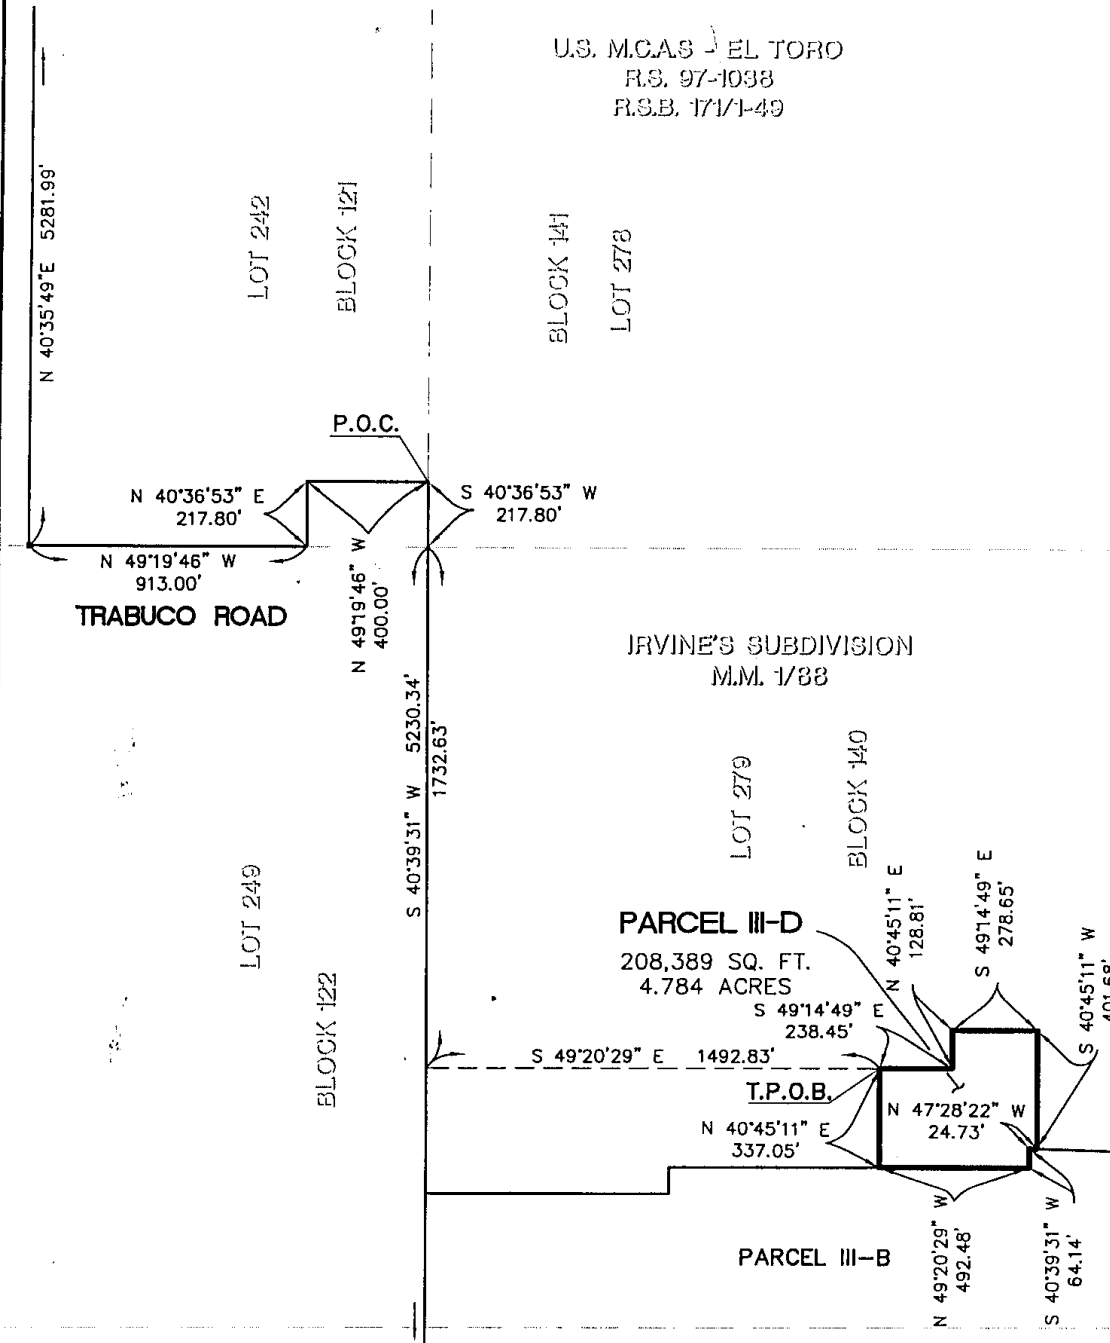 U.S. M.C.A.S - EL TORO
R.S. 97-1038
R.S.B. 171/1-49
N 40°35'49"E 5281.99'
LOT 242
BLOCK 121
BLOCK 141
LOT 278
P.O.C.
N 40°36'53" E
217.80'
S 40°36'53" W
217.80'
N 49°19'46" W
913.00'
TRABUCO ROAD
N 49°19'46" W
400.00'
IRVINE'S SUBDIVISION
M.M. 1/88
S 40°39'31" W 5230.34'
1732.63'
LOT 279
BLOCK 140
LOT 249
BLOCK 122
PARCEL III-D
208,389 SQ. FT.
4.784 ACRES
N 40°45'11" E
128.81'
S 49°14'49" E
278.65'
S 40°45'11" W
401.68'
S 49°14'49" E
238.45'
S 49°20'29" E 1492.83'
T.P.O.B.
N 47°28'22" W
24.73'
N 40°45'11" E
337.05'
PARCEL III-B
N 49°20'29" W
492.48'
S 40°39'31" W
64.14'